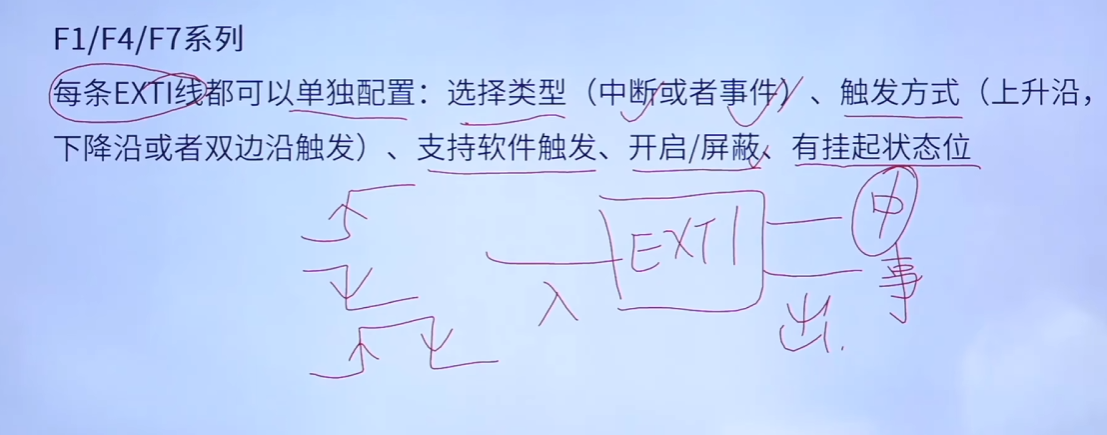 F1/F4/F7系列
每条EXTI线都可以单独配置：选择类型（中断或者事件）、触发方式（上升沿，
下降沿或者双边沿触发）、支持软件触发、开启/屏蔽、有挂起状态位
EXTI 中
入 事
出